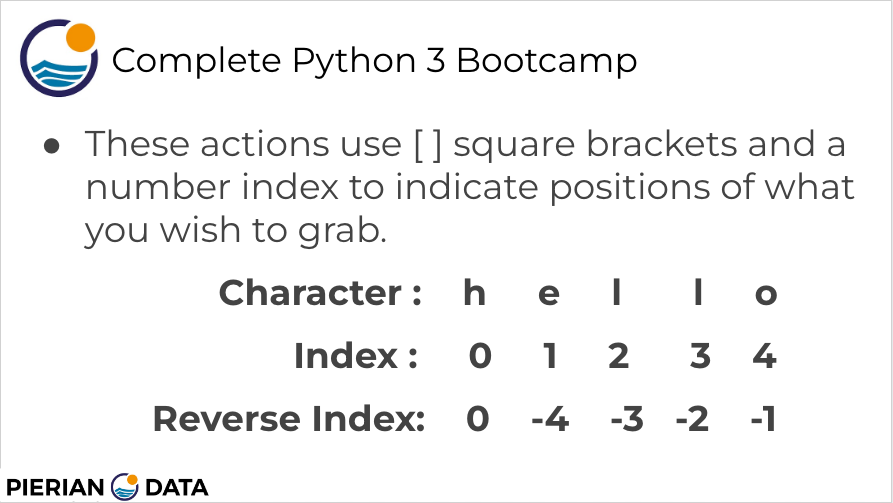 Complete Python 3 Bootcamp
● These actions use [ ] square brackets and a
number index to indicate positions of what
you wish to grab.
Character : h e l l o
Index : 0 1 2 3 4
Reverse Index: 0 -4 -3 -2 -1
PIERIAN DATA